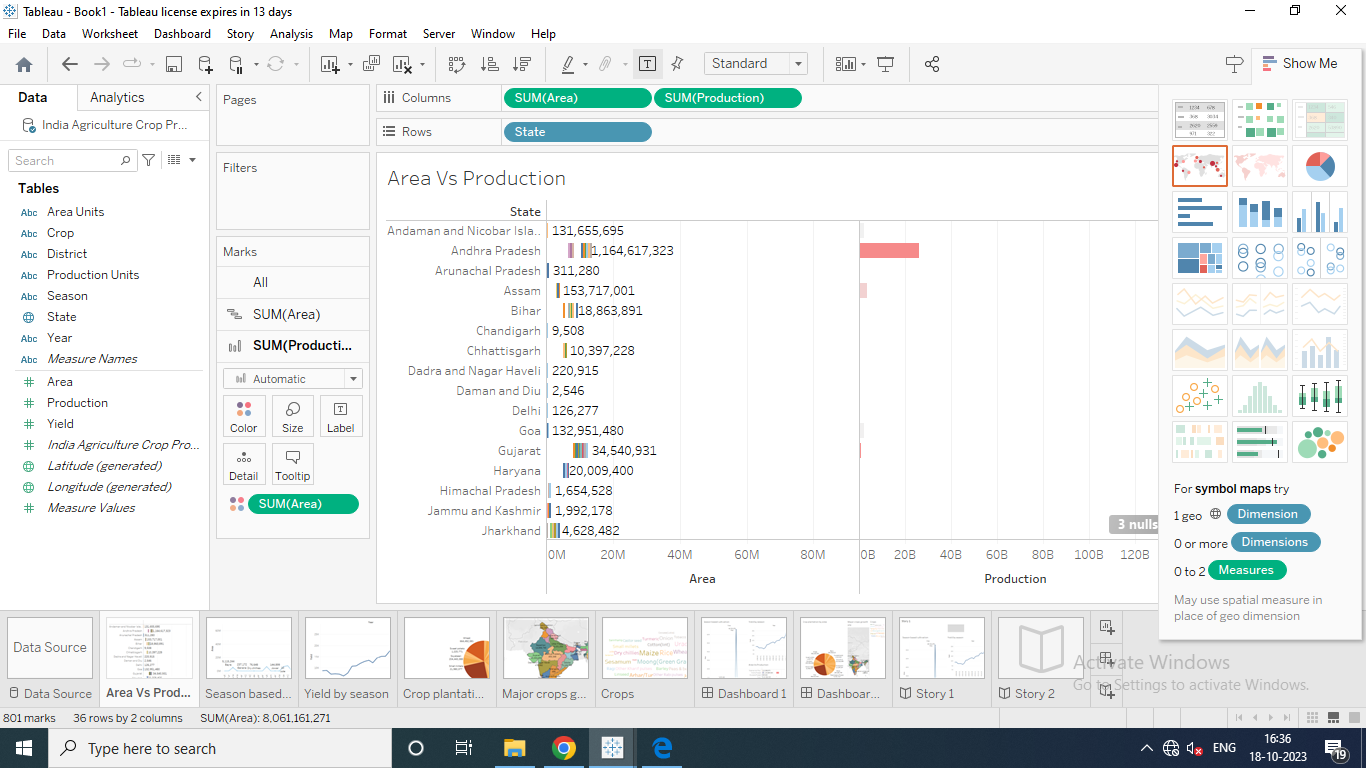 Tableau - Book1 - Tableau license expires in 13 days
File Data Worksheet Dashboard Story Analysis Map Format Server Window Help
Standard
Show Me
Data Analytics
India Agriculture Crop Pr...
Search
Tables
Abc Area Units
Abc Crop
Abc District
Abc Production Units
Abc Season
State
Abc Year
Abc Measure Names
Area
Production
Yield
India Agriculture Crop Pro...
Latitude (generated)
Longitude (generated)
Measure Values
Pages
Filters
Marks
All
SUM(Area)
SUM(Producti...
Automatic
Color Size Label
Detail Tooltip
SUM(Area)
Columns SUM(Area) SUM(Production)
Rows State
Area Vs Production
State
Andaman and Nicobar Isla.. 131,655,695
Andhra Pradesh 1,164,617,323
Arunachal Pradesh 311,280
Assam 153,717,001
Bihar 18,863,891
Chandigarh 9,508
Chhattisgarh 10,397,228
Dadra and Nagar Haveli 220,915
Daman and Diu 2,546
Delhi 126,277
Goa 132,951,480
Gujarat 34,540,931
Haryana 20,009,400
Himachal Pradesh 1,654,528
Jammu and Kashmir 1,992,178
Jharkhand 4,628,482
3 nulls
0M 20M 40M 60M 80M 0B 20B 40B 60B 80B 100B 120B
Area Production
For symbol maps try
1 geo Dimension
0 or more Dimensions
0 to 2 Measures
May use spatial measure in
place of geo dimension
Data Source
Data Source Area Vs Prod... Season based... Yield by season Crop plantati... Major crops g... Crops Dashboard 1 Dashboar... Story 1 Story 2
Activate Windows
Go to Settings to activate Windows.
801 marks 36 rows by 2 columns SUM(Area): 8,061,161,271
Type here to search
ENG
16:36
18-10-2023
19